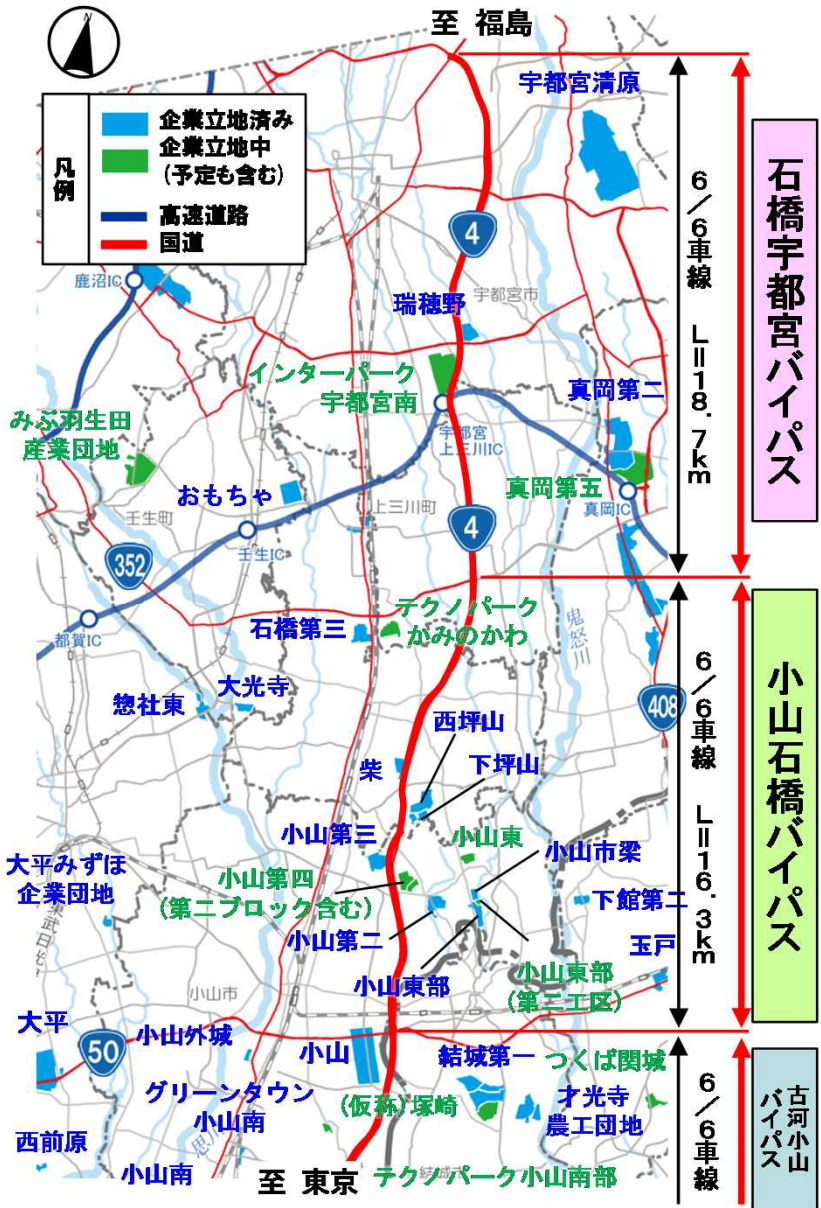 至 福島
宇都宮清原
凡例
企業立地済み
企業立地中
(予定も含む)
高速道路
国道
4
鹿沼IC
瑞穂野
宇都宮市
インターパーク
宇都宮南
みぶ羽生田
産業団地
真岡第二
宇都宮
上三川IC
おもちゃ
壬生町
壬生IC
上三川町
真岡第五
真岡IC
4
352
都賀IC
石橋第三
テクノパーク
かみのかわ
鬼怒川
惣社東
大光寺
408
西坪山
柴
下坪山
小山第三
小山東
小山市梁
大平みずほ
企業団地
小山第四
(第二ブロック含む)
下館第二
小山第二
玉戸
小山東部
小山東部
(第二工区)
東武日光
小山市
大平
50
小山外城
小山
結城第一
つくば関城
グリーンタウン
小山南
(仮称)塚崎
才光寺
農工団地
西前原
思川
小山南
至 東京
結城市
テクノパーク小山南部
6/6車線 L=18.7km
石橋宇都宮バイパス
6/6車線 L=16.3km
小山石橋バイパス
6/6車線
古河小山
バイパス